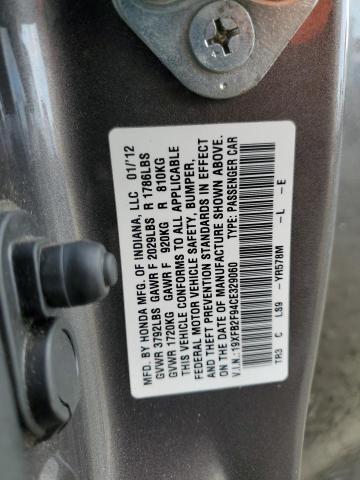 MFD. BY HONDA MFG. OF INDIANA, LLC 01/'12
GVWR 3792LBS GAWR F 2029LBS R 1786LBS
GVWR 1720KG GAWR F 920KG R 810KG
THIS VEHICLE CONFORMS TO ALL APPLICABLE
FEDERAL MOTOR VEHICLE SAFETY, BUMPER,
AND THEFT PREVENTION STANDARDS IN EFFECT
ON THE DATE OF MANUFACTURE SHOWN ABOVE.
V.I.N.: 19XFB2F94CE329060 TYPE: PASSENGER CAR
TR3 C LS9 - YR578M - L - E